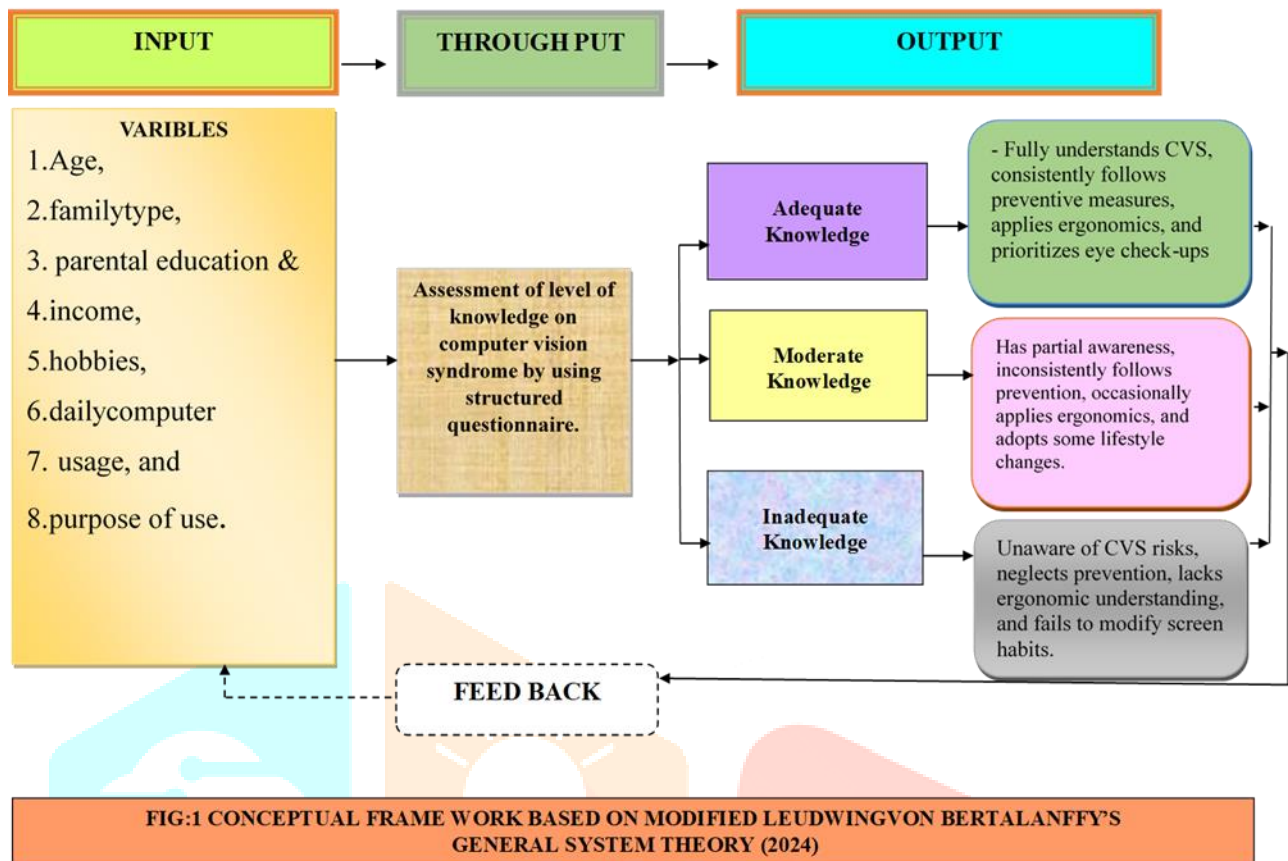 INPUT
THROUGH PUT
OUTPUT
VARIBLES
1.Age,
2.familytype,
3. parental education &
4.income,
5.hobbies,
6.dailycomputer
7. usage, and
8.purpose of use.
Assessment of level of
knowledge on
computer vision
syndrome by using
structured
questionnaire.
Adequate
Knowledge
- Fully understands CVS,
consistently follows
preventive measures,
applies ergonomics, and
prioritizes eye check-ups
Moderate
Knowledge
Has partial awareness,
inconsistently follows
prevention, occasionally
applies ergonomics, and
adopts some lifestyle
changes.
Inadequate
Knowledge
Unaware of CVS risks,
neglects prevention, lacks
ergonomic understanding,
and fails to modify screen
habits.
FEED BACK
FIG:1 CONCEPTUAL FRAME WORK BASED ON MODIFIED LEUDWINGVON BERTALANFFY'S
GENERAL SYSTEM THEORY (2024)